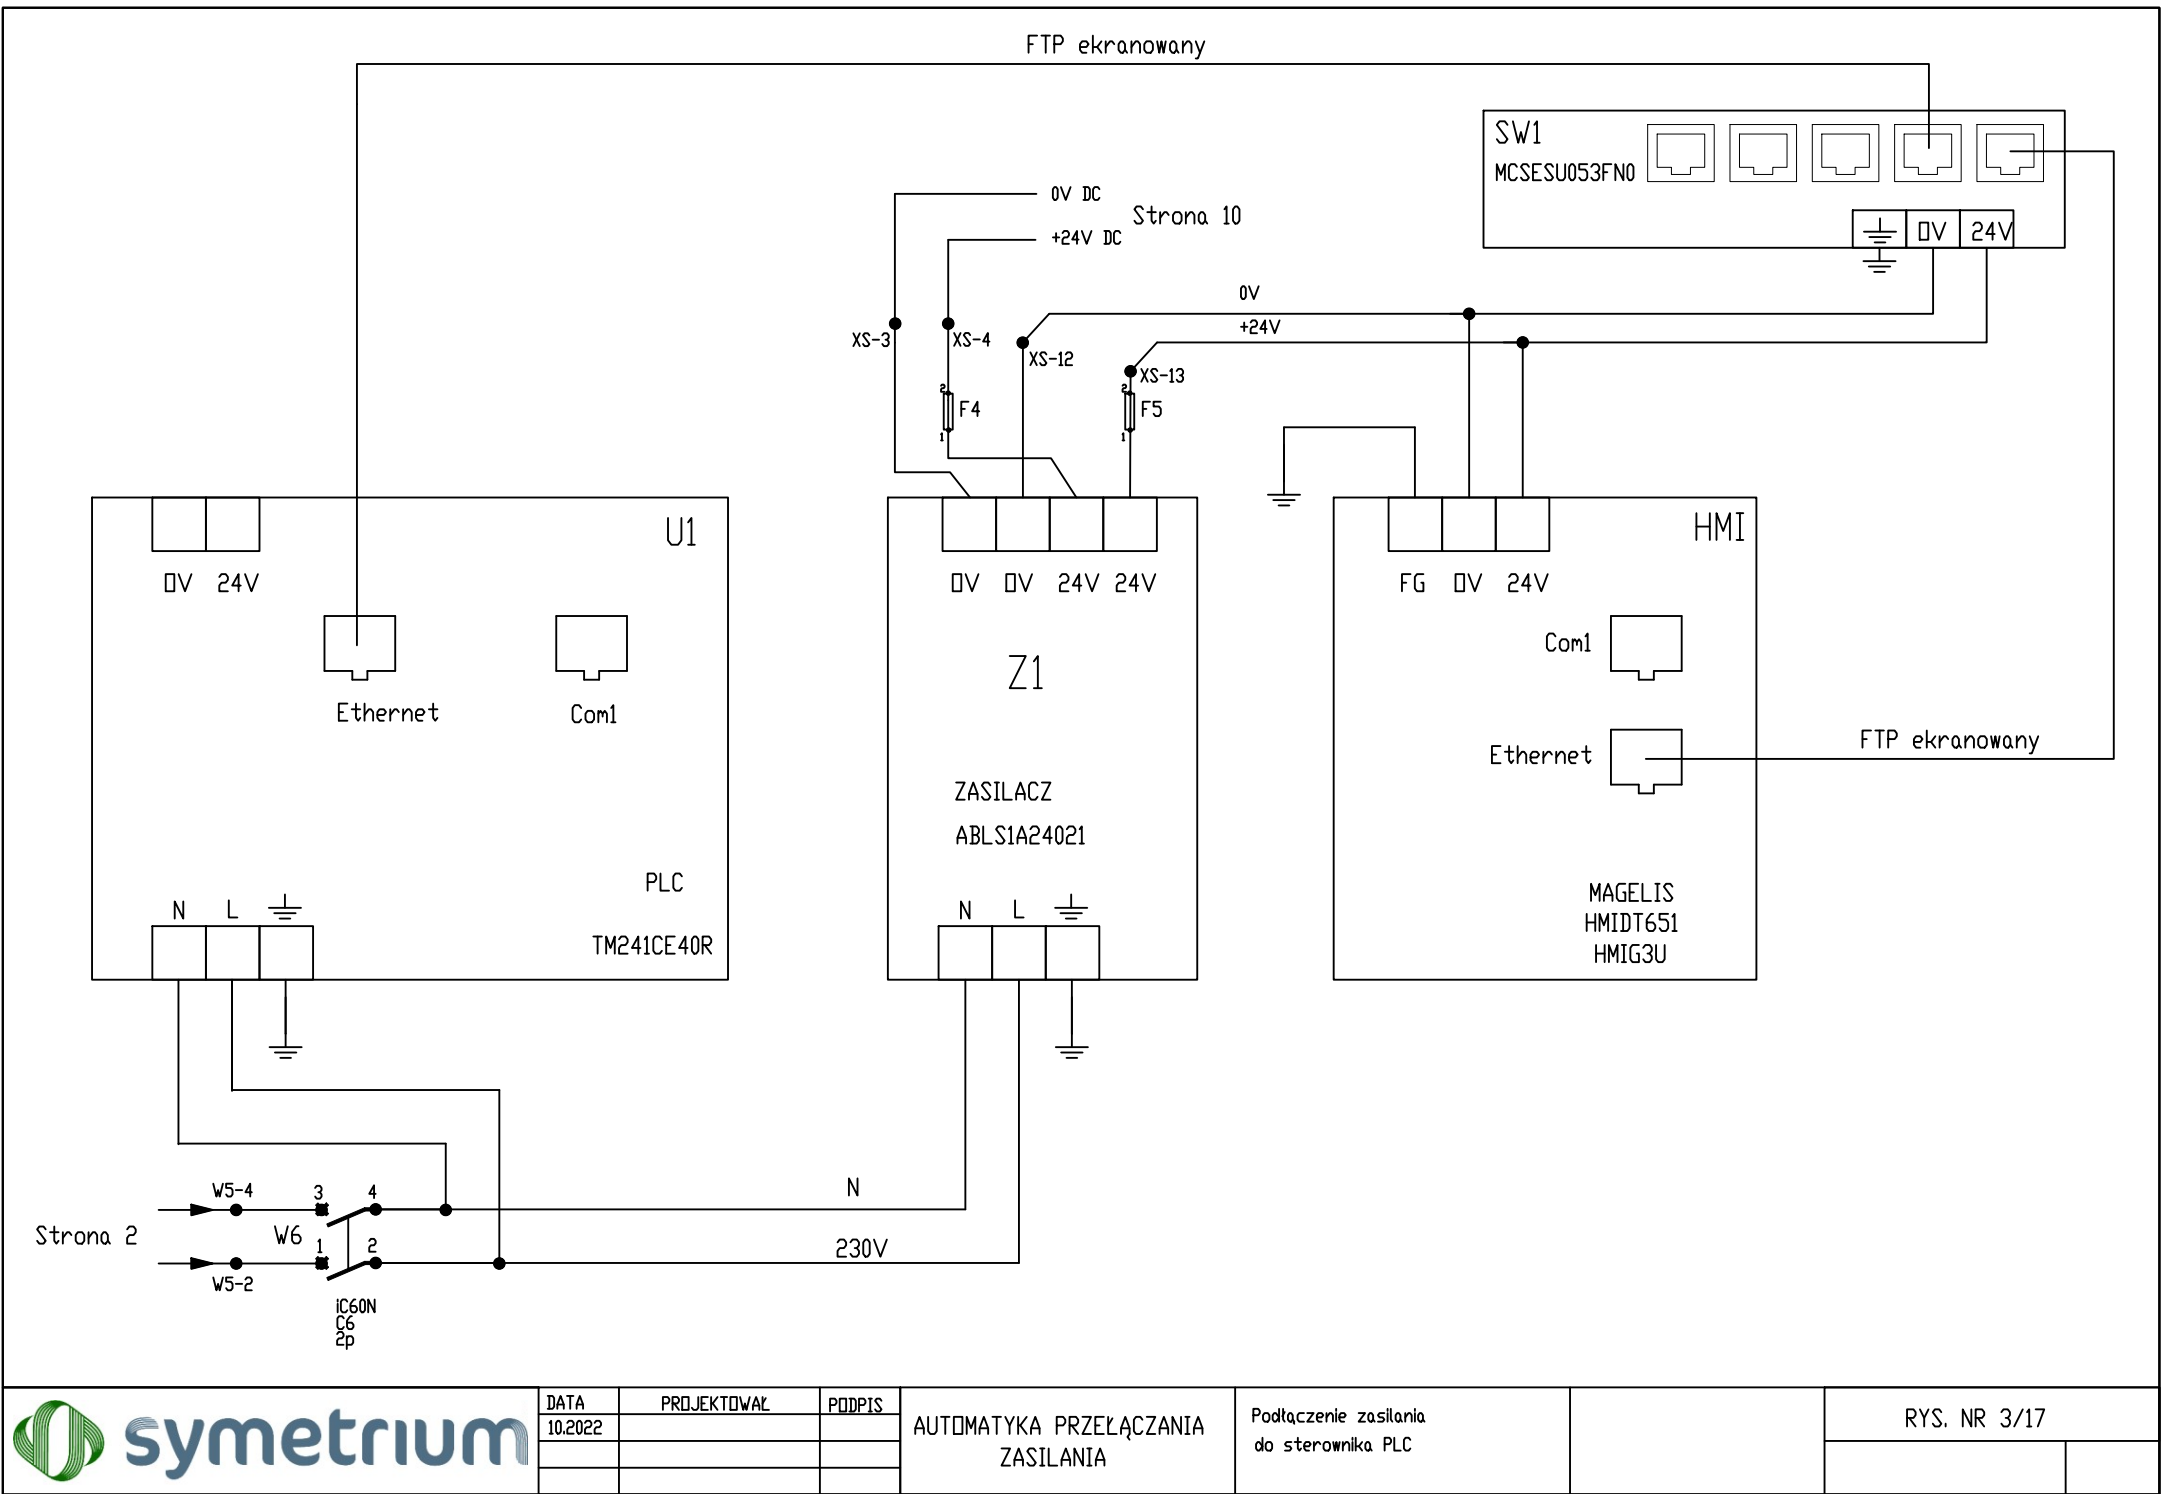 FTP ekranowany
SW1
MCSESU053FN0
0V 24V
0V DC
Strona 10
+24V DC
0V
+24V
XS-3
XS-4
XS-12
XS-13
2
F4
1
2
F5
1
U1
0V 24V
Ethernet
Com1
PLC
N L
TM241CE40R
0V 0V 24V 24V
Z1
ZASILACZ
ABLS1A24021
N L
HMI
FG 0V 24V
Com1
Ethernet
FTP ekranowany
MAGELIS
HMIDT651
HMIG3U
W5-4
3
4
N
Strona 2
W6
1
2
230V
W5-2
iC60N
C6
2p
symetrium
DATA
PROJEKTOWAŁ
PODPIS
10.2022
AUTOMATYKA PRZEŁĄCZANIA
ZASILANIA
Podłączenie zasilania
do sterownika PLC
RYS. NR 3/17